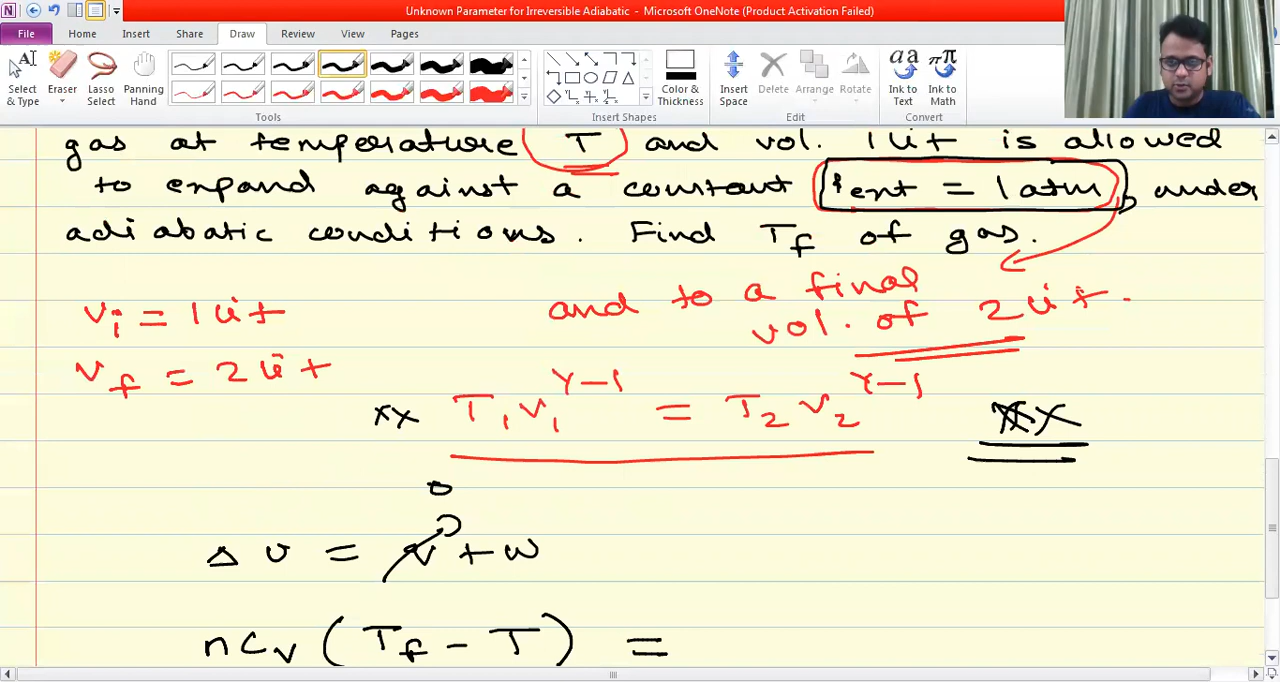 Unknown Parameter for Irreversible Adiabatic - Microsoft OneNote (Product Activation Failed)
File Home Insert Share Draw Review View Pages
Select & Type Eraser Lasso Select Panning Hand Color & Thickness Insert Space Delete Arrange Rotate Ink to Text Ink to Math
Tools Insert Shapes Edit Convert
gas at temperature T and vol. 1 lit is allowed
to expand against a constant Pext = 1 atm, under
adiabatic conditions. Find Tf of gas.
and to a final
vol. of 2 lit.
Vi = 1 lit
Vf = 2 lit
xx T1V1^γ-1 = T2V2^γ-1 xx
0
ΔU = q + w
nCv (Tf - T) =